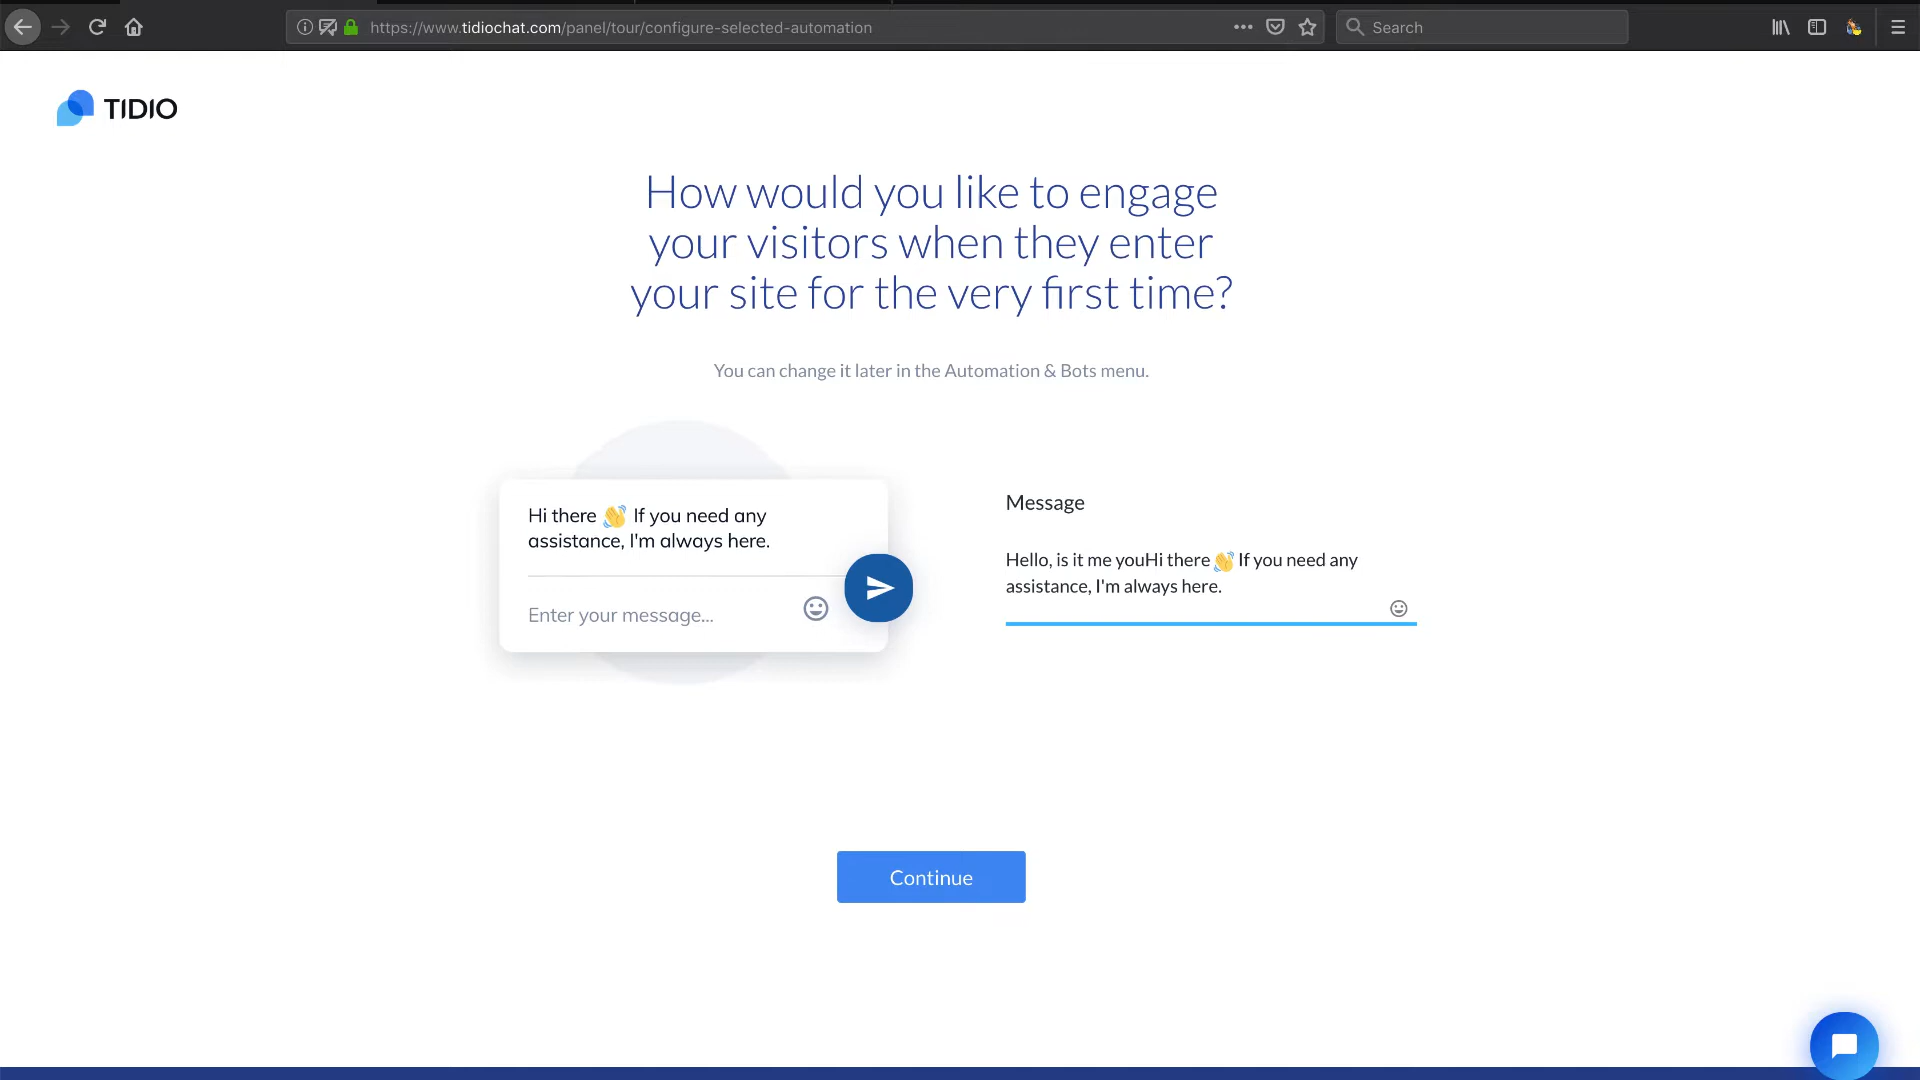 https://www.tidiochat.com/panel/tour/configure-selected-automation
Search
TIDIO
How would you like to engage
your visitors when they enter
your site for the very first time?
You can change it later in the Automation & Bots menu.
Hi there 👋 If you need any
assistance, I'm always here.
Enter your message...
Message
Hello, is it me youHi there 👋 If you need any
assistance, I'm always here.
Continue